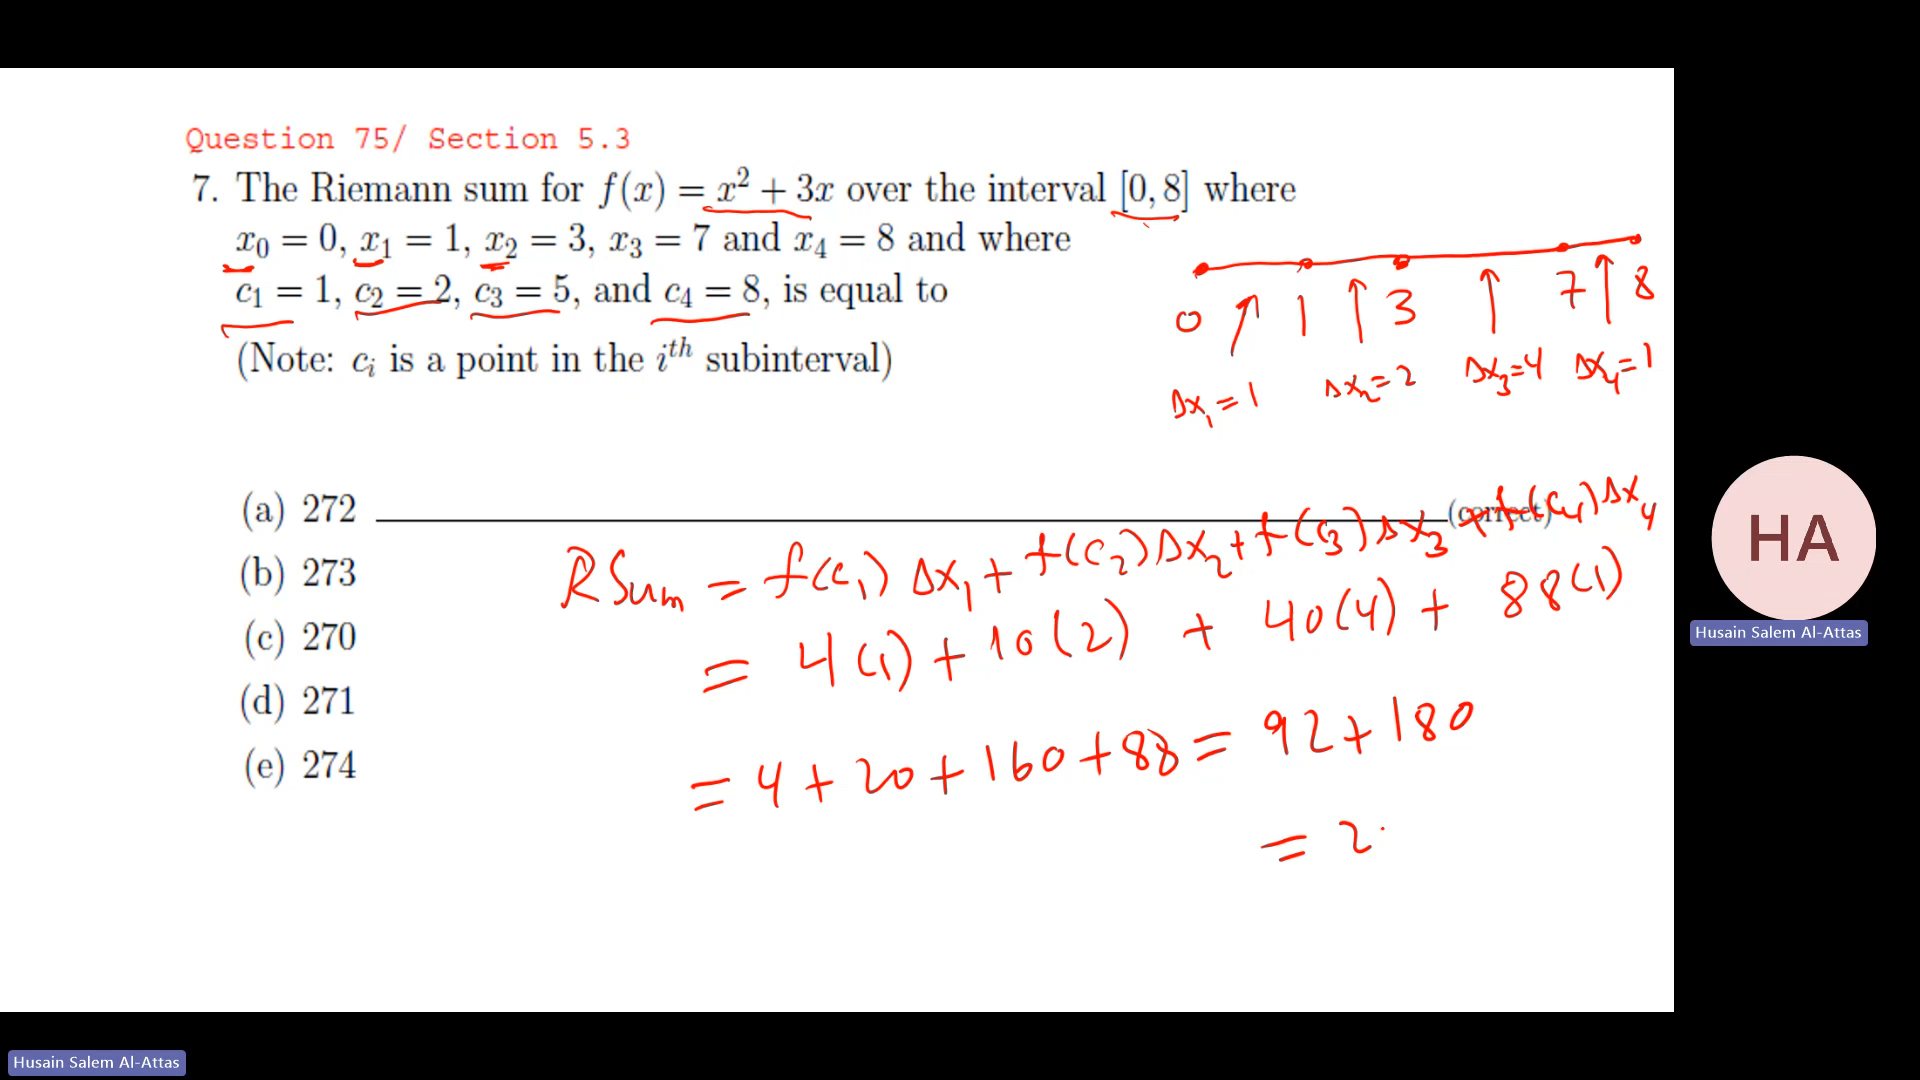 Question 75/ Section 5.3
7. The Riemann sum for f(x) = x² + 3x over the interval [0, 8] where
x₀ = 0, x₁ = 1, x₂ = 3, x₃ = 7 and x₄ = 8 and where
c₁ = 1, c₂ = 2, c₃ = 5, and c₄ = 8, is equal to
(Note: cᵢ is a point in the iᵗʰ subinterval)
0 1 3 7 8
Δx₁ = 1 Δx₂ = 2 Δx₃ = 4 Δx₄ = 1
(a) 272 (correct)
(b) 273
(c) 270
(d) 271
(e) 274
R Sum = f(c₁) Δx₁ + f(c₂) Δx₂ + f(c₃) Δx₃ + f(c₄) Δx₄
= 4(1) + 10(2) + 40(4) + 88(1)
= 4 + 20 + 160 + 88 = 92 + 180
= 2
HA
Husain Salem Al-Attas
Husain Salem Al-Attas